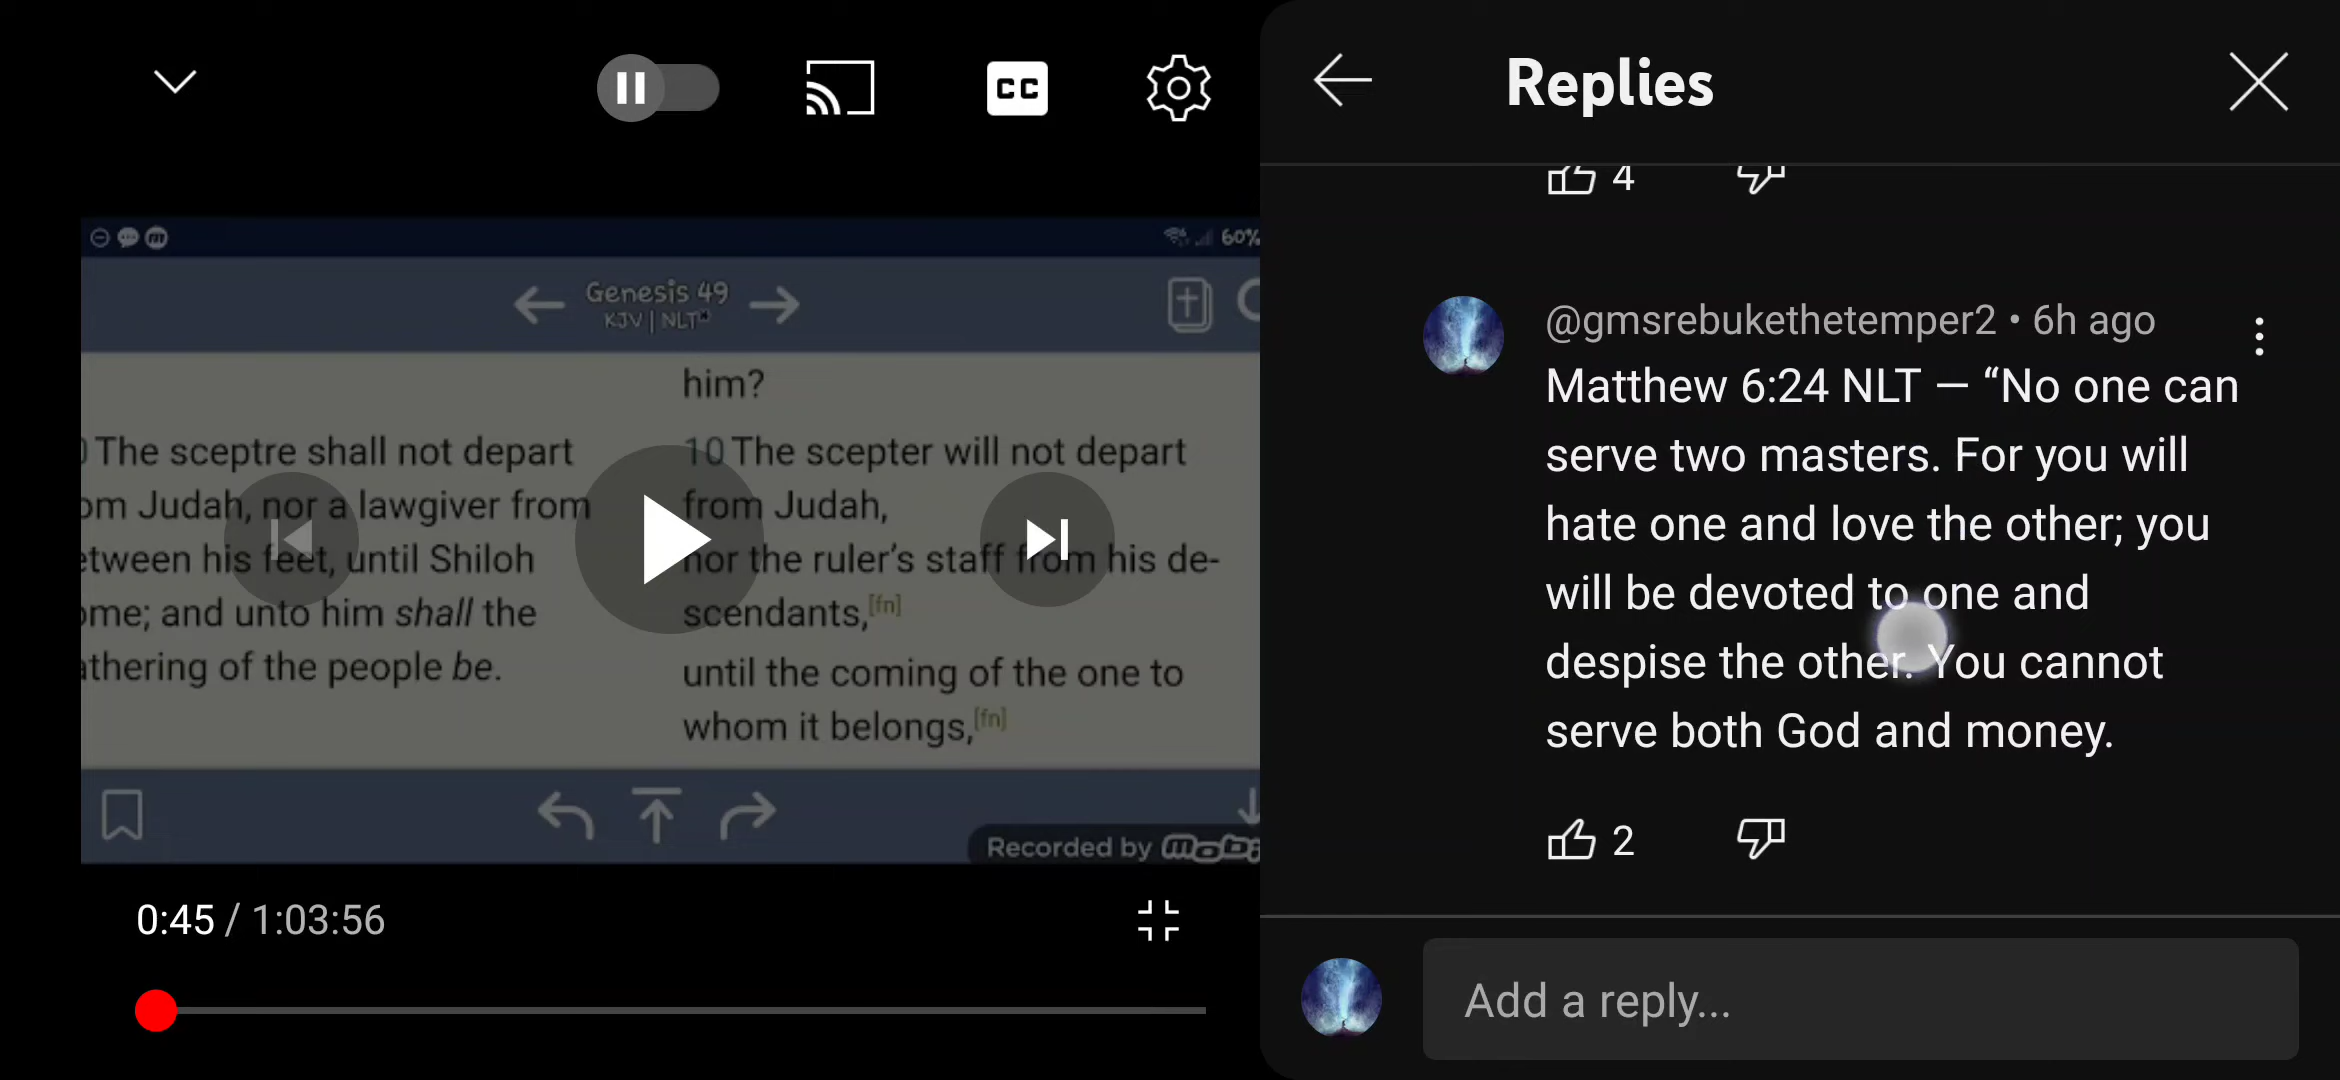 CC
60%
Genesis 49
KJV | NLT
him?
The sceptre shall not depart
Judah, nor a lawgiver from
his feet, until Shiloh
and unto him shall the
of the people be.
10 The scepter will not depart
from Judah,
nor the ruler’s staff from his de-
scendants,[fn]
until the coming of the one to
whom it belongs,[fn]
Recorded by
0:45 / 1:03:56
Replies
4
@gmsrebukethetemper2 • 6h ago
Matthew 6:24 NLT — “No one can
serve two masters. For you will
hate one and love the other; you
will be devoted to one and
despise the other. You cannot
serve both God and money.
2
Add a reply...